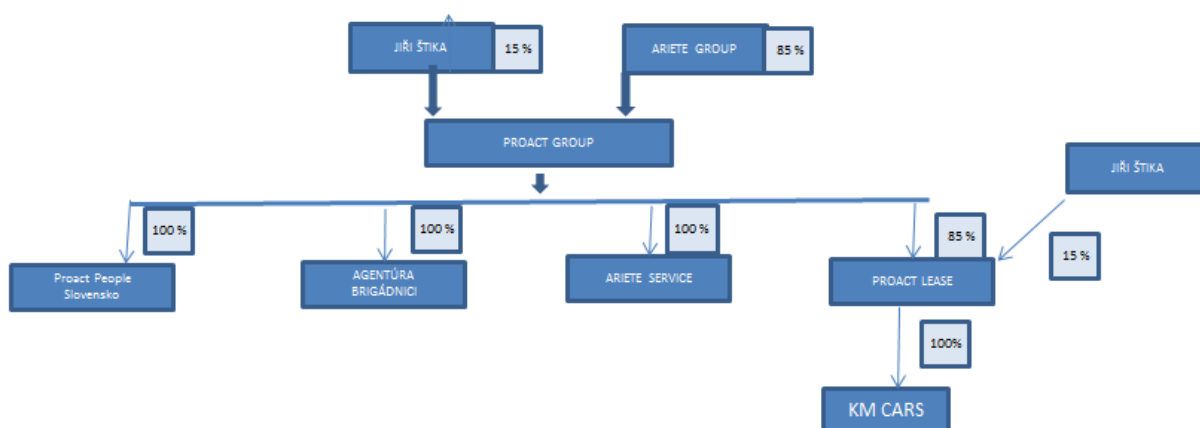 JIŘI ŠTIKA
15 %
ARIETE GROUP
85 %
PROACT GROUP
JIŘI ŠTIKA
100 %
100 %
100 %
85 %
15 %
Proact People
Slovensko
AGENTÚRA
BRIGÁDNICI
ARIETE SERVICE
PROACT LEASE
100%
KM CARS